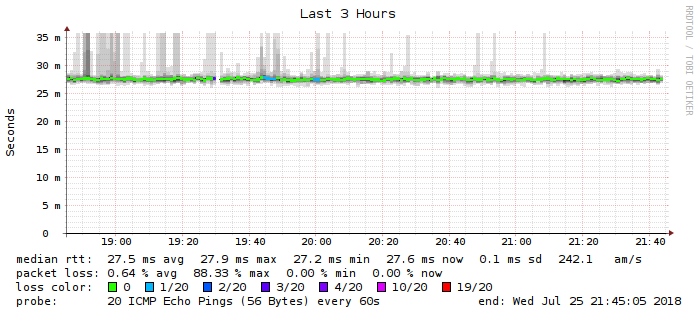 Last 3 Hours
RRDTOOL / TOBI OETIKER
Seconds
35 m
30 m
25 m
20 m
15 m
10 m
5 m
0
19:00 19:20 19:40 20:00 20:20 20:40 21:00 21:20 21:40
median rtt: 27.5 ms avg 27.9 ms max 27.2 ms min 27.6 ms now 0.1 ms sd 242.1 am/s
packet loss: 0.64 % avg 88.33 % max 0.00 % min 0.00 % now
loss color: 0 1/20 2/20 3/20 4/20 10/20 19/20
probe: 20 ICMP Echo Pings (56 Bytes) every 60s end: Wed Jul 25 21:45:05 2018